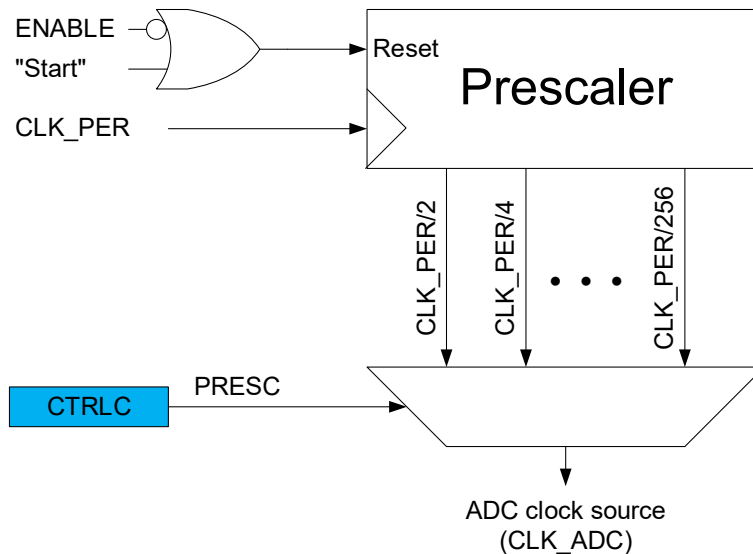 ENABLE
"Start"
Reset
Prescaler
CLK_PER
CLK_PER/2
CLK_PER/4
CLK_PER/256
CTRLC
PRESC
ADC clock source
(CLK_ADC)